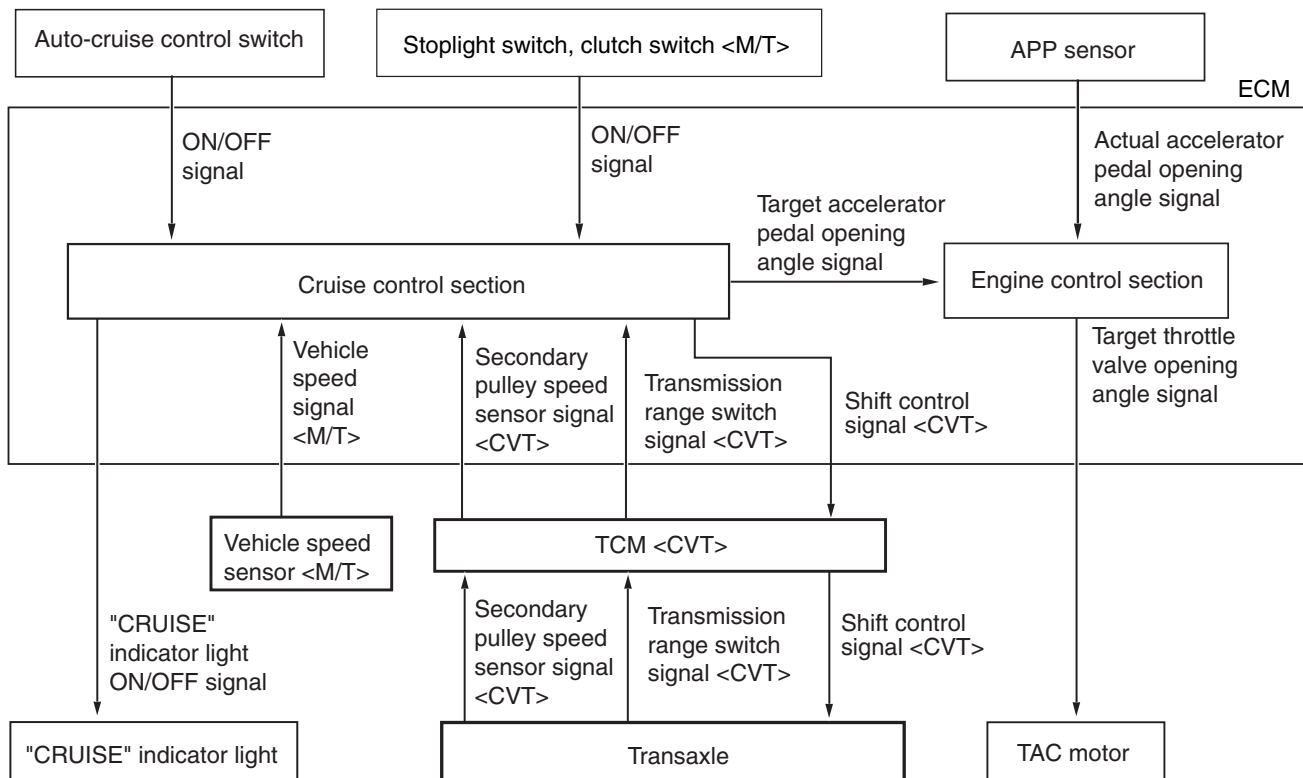 Auto-cruise control switch
Stoplight switch, clutch switch <M/T>
APP sensor
ECM
ON/OFF
signal
ON/OFF
signal
Actual accelerator
pedal opening
angle signal
Target accelerator
pedal opening
angle signal
Cruise control section
Engine control section
Vehicle
speed
signal
<M/T>
Secondary
pulley speed
sensor signal
<CVT>
Transmission
range switch
signal <CVT>
Shift control
signal <CVT>
Target throttle
valve opening
angle signal
Vehicle speed
sensor <M/T>
TCM <CVT>
"CRUISE"
indicator light
ON/OFF signal
Secondary
pulley speed
sensor signal
<CVT>
Transmission
range switch
signal <CVT>
Shift control
signal <CVT>
"CRUISE" indicator light
Transaxle
TAC motor